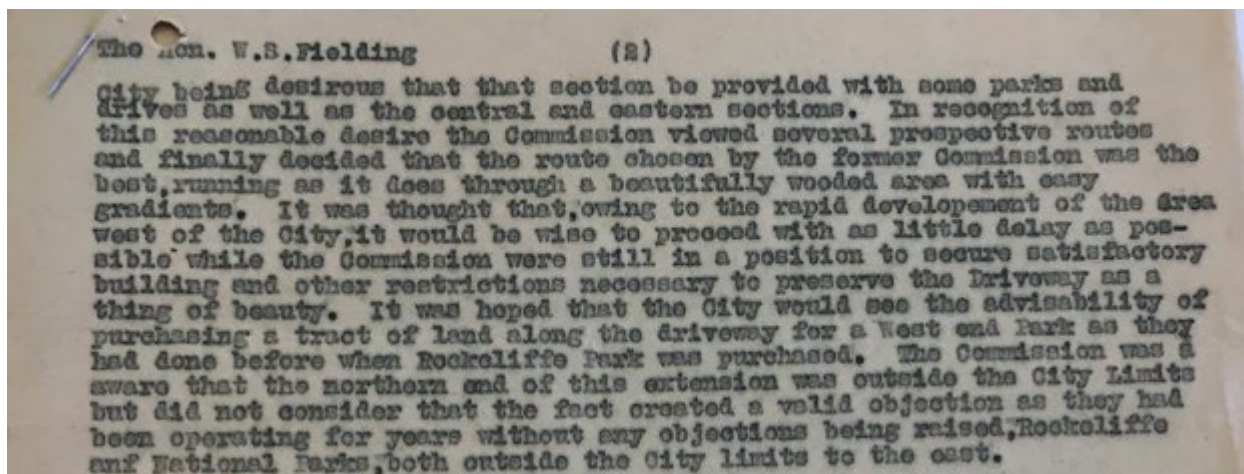 The Hon. W.S.Fielding (2)
City being desirous that that section be provided with some parks and
drives as well as the central and eastern sections. In recognition of
this reasonable desire the Commission viewed several prespective routes
and finally decided that the route chosen by the former Commission was the
best,running as it does through a beautifully wooded area with easy
gradients. It was thought that,owing to the rapid developement of the area
west of the City,it would be wise to proceed with as little delay as pos-
sible while the Commission were still in a position to secure satisfactory
building and other restrictions necessary to preserve the Driveway as a
thing of beauty. It was hoped that the City would see the advisability of
purchasing a tract of land along the driveway for a West end Park as they
had done before when Rockcliffe Park was purchased. The Commission was a
aware that the northern end of this extension was outside the City Limits
but did not consider that the fact created a valid objection as they had
been operating for years without any objections being raised,Rockcliffe
anf National Parks,both outside the City limits to the east.